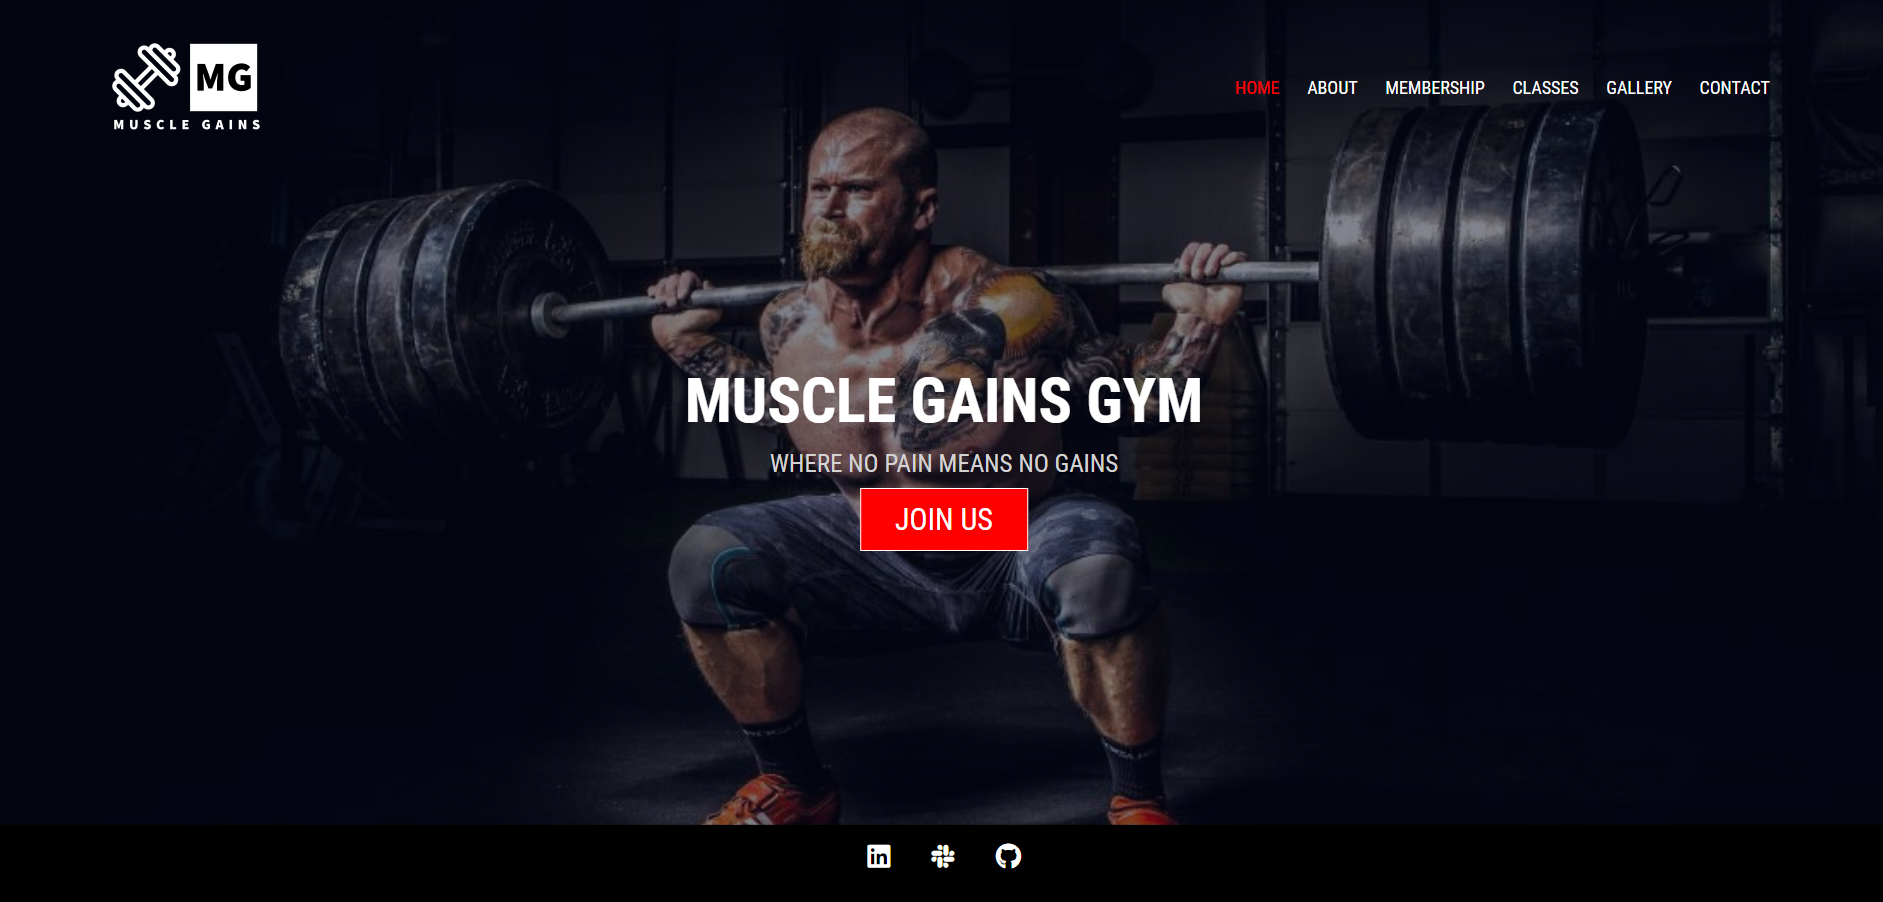 MG
MUSCLE GAINS
HOME ABOUT MEMBERSHIP CLASSES GALLERY CONTACT
MUSCLE GAINS GYM
WHERE NO PAIN MEANS NO GAINS
JOIN US
in